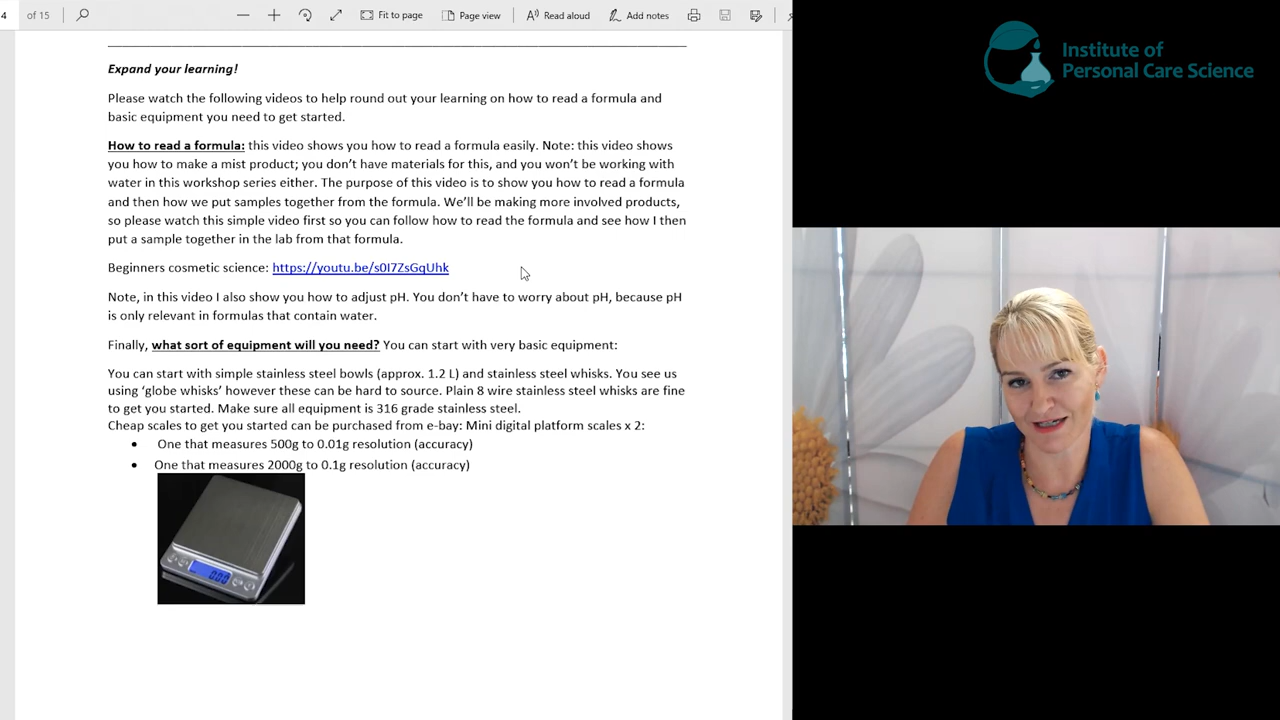 4 of 15 Fit to page Page view Read aloud Add notes
Expand your learning!
Please watch the following videos to help round out your learning on how to read a formula and
basic equipment you need to get started.
How to read a formula: this video shows you how to read a formula easily. Note: this video shows
you how to make a mist product; you don't have materials for this, and you won't be working with
water in this workshop series either. The purpose of this video is to show you how to read a formula
and then how we put samples together from the formula. We'll be making more involved products,
so please watch this simple video first so you can follow how to read the formula and see how I then
put a sample together in the lab from that formula.
Beginners cosmetic science: https://youtu.be/s0I7ZsGqUhk
Note, in this video I also show you how to adjust pH. You don't have to worry about pH, because pH
is only relevant in formulas that contain water.
Finally, what sort of equipment will you need? You can start with very basic equipment:
You can start with simple stainless steel bowls (approx. 1.2 L) and stainless steel whisks. You see us
using 'globe whisks' however these can be hard to source. Plain 8 wire stainless steel whisks are fine
to get you started. Make sure all equipment is 316 grade stainless steel.
Cheap scales to get you started can be purchased from e-bay: Mini digital platform scales x 2:
• One that measures 500g to 0.01g resolution (accuracy)
• One that measures 2000g to 0.1g resolution (accuracy)
0.00
Institute of
Personal Care Science